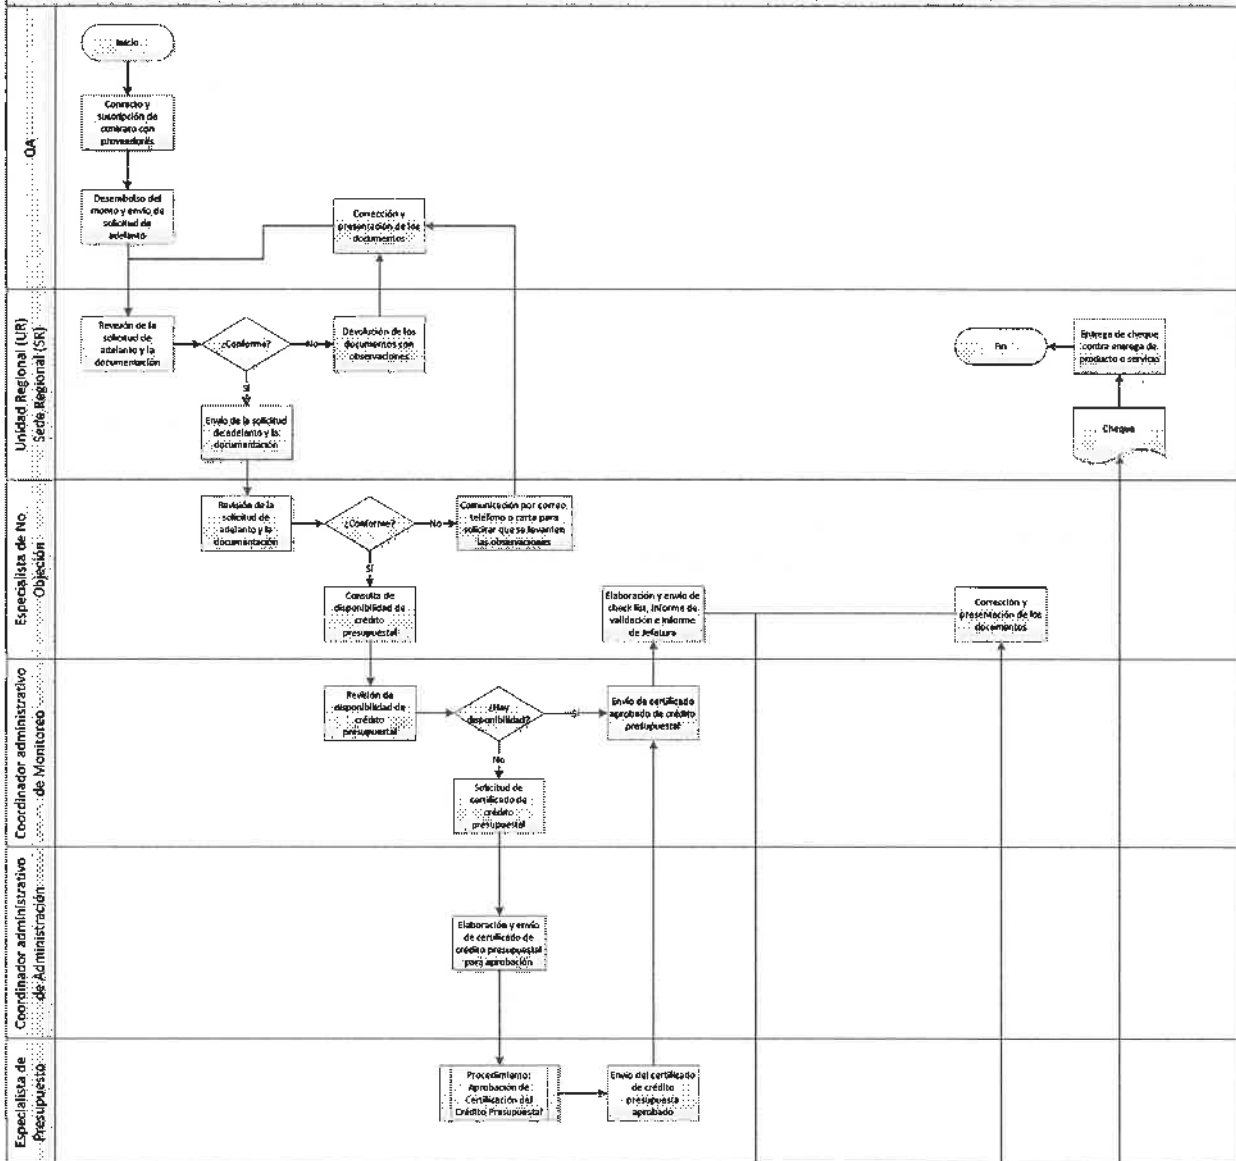 OA
Inicio
Contacto y
suscripción de
contrato con
proveedores
Desembolso del
monto y envío de
solicitud de
adelanto
Corrección y
presentación de los
documentos
Unidad Regional (UR)
Sede Regional (SR)
Revisión de la
solicitud de
adelanto y la
documentación
¿Conforme?
No
Devolución de los
documentos con
observaciones
Sí
Envío de la solicitud
de adelanto y la
documentación
Fin
Entrega de cheque
contra entrega de
producto o servicio
Cheque
Especialista de No
Objeción
Revisión de la
solicitud de
adelanto y la
documentación
¿Conforme?
No
Comunicación por correo,
teléfono o carta para
solicitar que se levanten
las observaciones
Sí
Consulta de
disponibilidad de
crédito
presupuestal
Elaboración y envío de
check list, informe de
validación e informe
de Jefatura
Corrección y
presentación de los
documentos
Coordinador administrativo
de Monitoreo
Revisión de
disponibilidad de
crédito
presupuestal
¿Hay
disponibilidad?
Sí
Envío de certificado
aprobado de crédito
presupuestal
No
Solicitud de
certificado de
crédito
presupuestal
Coordinador administrativo
de Administración
Elaboración y envío
de certificado de
crédito presupuestal
para aprobación
Especialista de
Presupuesto
Procedimiento:
Aprobación de
Certificación del
Crédito Presupuestal
Envío del certificado
de crédito
presupuesta
aprobado